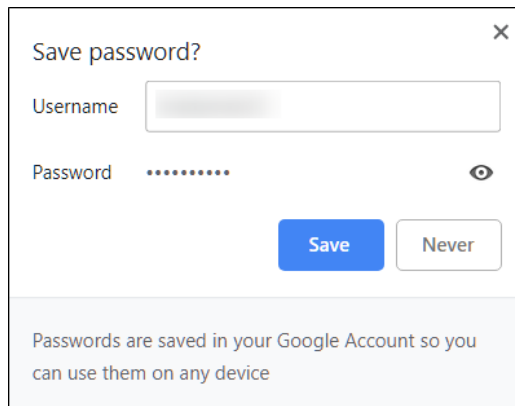 Save password?
Username
Password ••••••••••
Save Never
Passwords are saved in your Google Account so you
can use them on any device